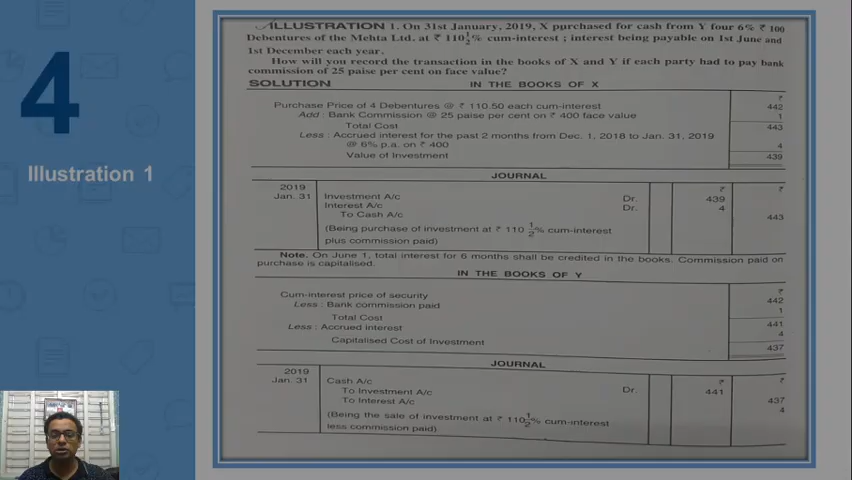 4
Illustration 1
ILLUSTRATION 1. On 31st January, 2019, X purchased for cash from Y four 6% ₹ 100
Debentures of the Mehta Ltd. at ₹ 110½% cum-interest ; interest being payable on 1st June and
1st December each year.
How will you record the transaction in the books of X and Y if each party had to pay bank
commission of 25 paise per cent on face value?
SOLUTION IN THE BOOKS OF X
₹
Purchase Price of 4 Debentures @ ₹ 110.50 each cum-interest 442
Add : Bank Commission @ 25 paise per cent on ₹ 400 face value 1
Total Cost 443
Less : Accrued interest for the past 2 months from Dec. 1, 2018 to Jan. 31, 2019
@ 6% p.a. on ₹ 400 4
Value of Investment 439
JOURNAL
2019 ₹ ₹
Jan. 31 Investment A/c Dr. 439
Interest A/c Dr. 4
To Cash A/c 443
(Being purchase of investment at ₹ 110 ½% cum-interest
plus commission paid)
Note. On June 1, total interest for 6 months shall be credited in the books. Commission paid on
purchase is capitalised.
IN THE BOOKS OF Y
₹
Cum-interest price of security 442
Less : Bank commission paid 1
Total Cost 441
Less : Accrued interest 4
Capitalised Cost of Investment 437
JOURNAL
2019 ₹ ₹
Jan. 31 Cash A/c Dr. 441
To Investment A/c 437
To Interest A/c 4
(Being the sale of investment at ₹ 110½% cum-interest
less commission paid)